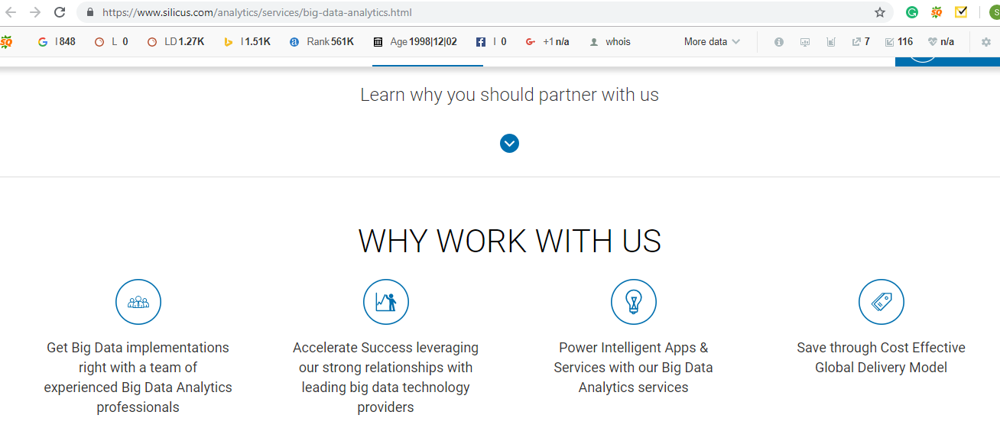 https://www.silicus.com/analytics/services/big-data-analytics.html
SQ I 848 L 0 LD 1.27K I 1.51K Rank 561K Age 1998|12|02 I 0 +1 n/a whois More data 7 116 n/a
Learn why you should partner with us
WHY WORK WITH US
Get Big Data implementations
right with a team of
experienced Big Data Analytics
professionals
Accelerate Success leveraging
our strong relationships with
leading big data technology
providers
Power Intelligent Apps &
Services with our Big Data
Analytics services
Save through Cost Effective
Global Delivery Model